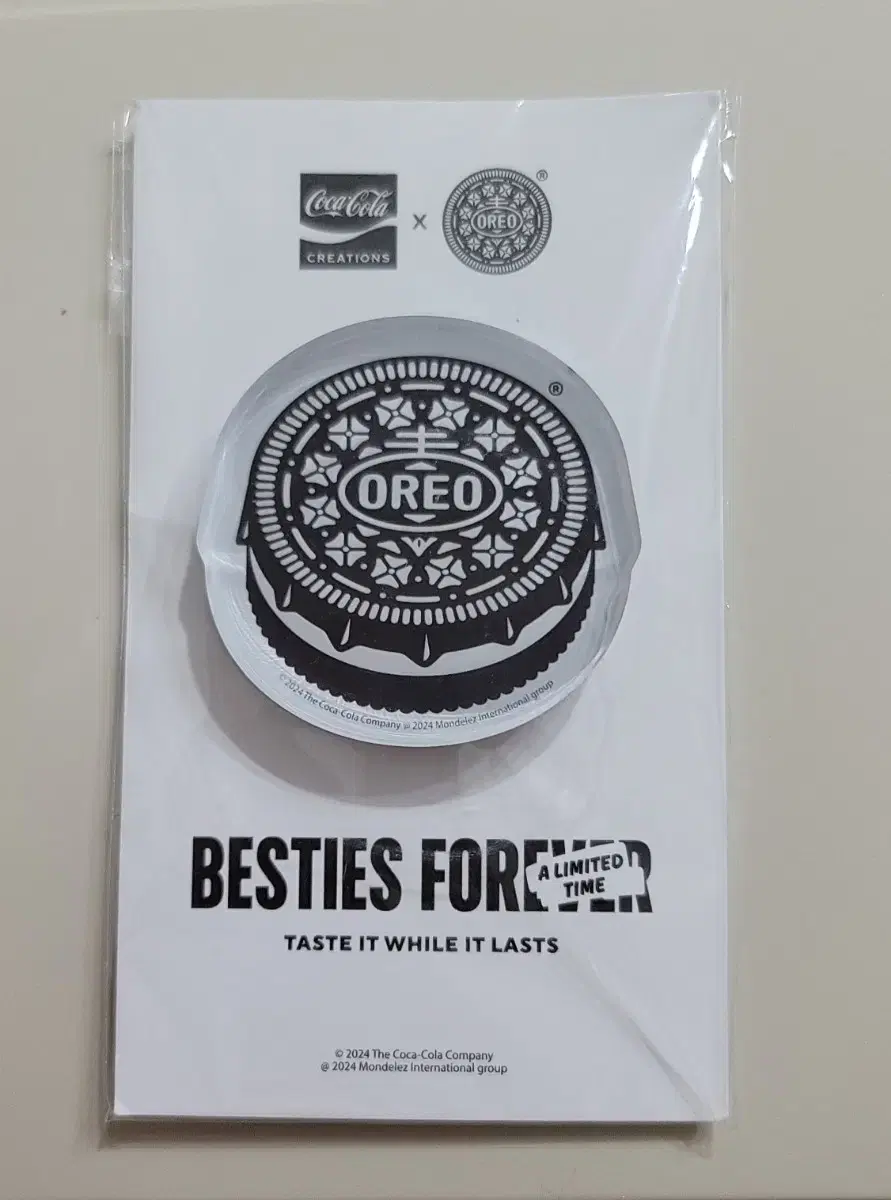 Coca-Cola
CREATIONS
X
OREO
®
®
OREO
© 2024 The Coca-Cola Company @ 2024 Mondelez International group
BESTIES FOREVER
A LIMITED
TIME
TASTE IT WHILE IT LASTS
© 2024 The Coca-Cola Company
@ 2024 Mondelez International group